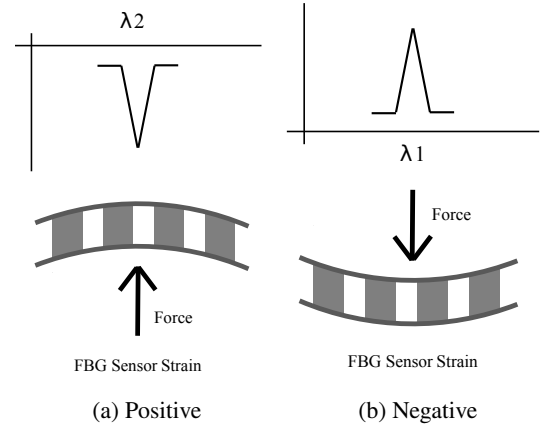 λ2
Force
FBG Sensor Strain
(a) Positive
λ1
Force
FBG Sensor Strain
(b) Negative